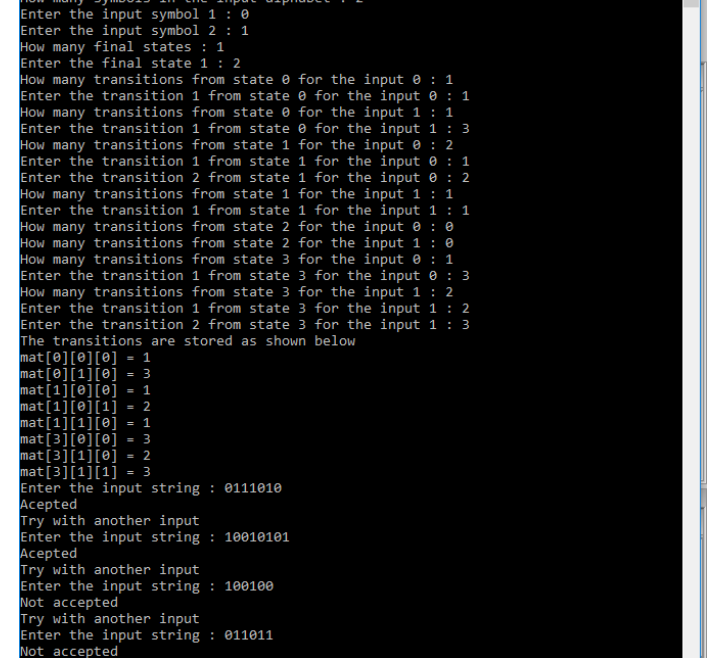 How many symbols in the input alphabet : 2
Enter the input symbol 1 : 0
Enter the input symbol 2 : 1
How many final states : 1
Enter the final state 1 : 2
How many transitions from state 0 for the input 0 : 1
Enter the transition 1 from state 0 for the input 0 : 1
How many transitions from state 0 for the input 1 : 1
Enter the transition 1 from state 0 for the input 1 : 3
How many transitions from state 1 for the input 0 : 2
Enter the transition 1 from state 1 for the input 0 : 1
Enter the transition 2 from state 1 for the input 0 : 2
How many transitions from state 1 for the input 1 : 1
Enter the transition 1 from state 1 for the input 1 : 1
How many transitions from state 2 for the input 0 : 0
How many transitions from state 2 for the input 1 : 0
How many transitions from state 3 for the input 0 : 1
Enter the transition 1 from state 3 for the input 0 : 3
How many transitions from state 3 for the input 1 : 2
Enter the transition 1 from state 3 for the input 1 : 2
Enter the transition 2 from state 3 for the input 1 : 3
The transitions are stored as shown below
mat[0][0][0] = 1
mat[0][1][0] = 3
mat[1][0][0] = 1
mat[1][0][1] = 2
mat[1][1][0] = 1
mat[3][0][0] = 3
mat[3][1][0] = 2
mat[3][1][1] = 3
Enter the input string : 0111010
Acepted
Try with another input
Enter the input string : 10010101
Acepted
Try with another input
Enter the input string : 100100
Not accepted
Try with another input
Enter the input string : 011011
Not accepted